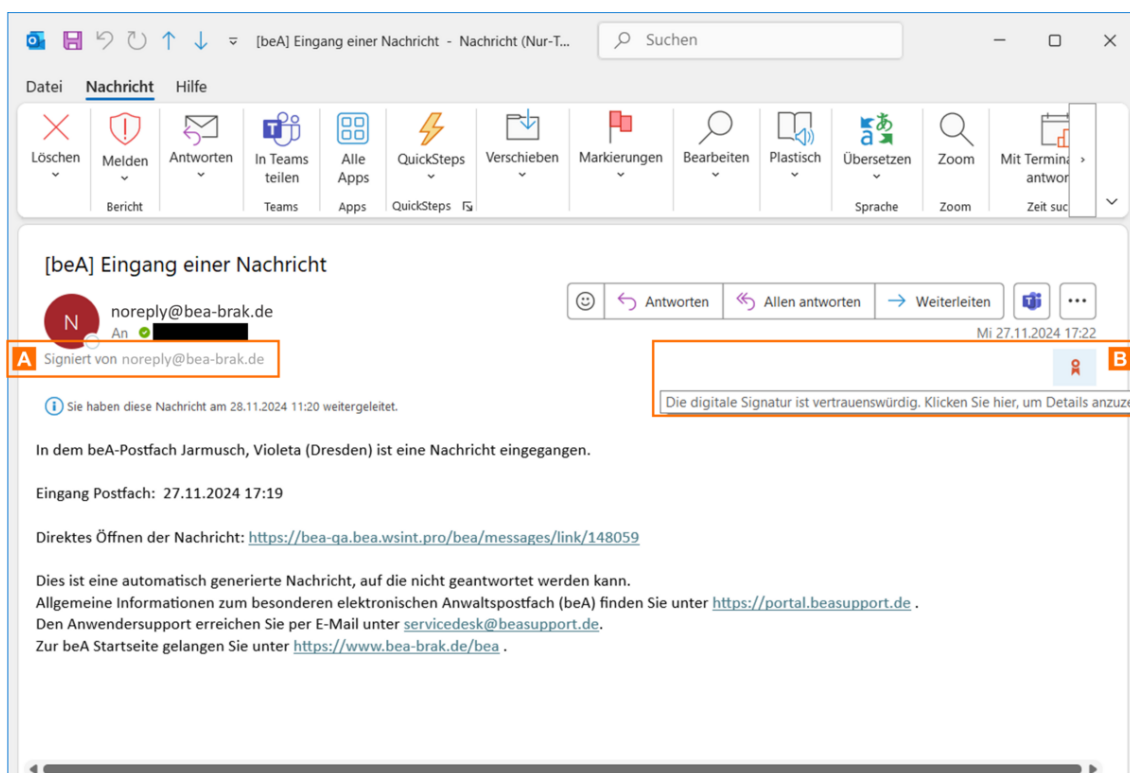 [beA] Eingang einer Nachricht - Nachricht (Nur-T...
Suchen
Datei Nachricht Hilfe
Löschen
Melden
Antworten
In Teams
teilen
Alle
Apps
QuickSteps
Verschieben
Markierungen
Bearbeiten
Plastisch
Übersetzen
Zoom
Mit Termina
antwor
Bericht
Teams
Apps
QuickSteps
Sprache
Zoom
Zeit suc
[beA] Eingang einer Nachricht
N
noreply@bea-brak.de
An
Antworten
Allen antworten
Weiterleiten
Mi 27.11.2024 17:22
A
Signiert von noreply@bea-brak.de
B
Die digitale Signatur ist vertrauenswürdig. Klicken Sie hier, um Details anzuze
Sie haben diese Nachricht am 28.11.2024 11:20 weitergeleitet.
In dem beA-Postfach Jarmusch, Violeta (Dresden) ist eine Nachricht eingegangen.
Eingang Postfach: 27.11.2024 17:19
Direktes Öffnen der Nachricht: https://bea-qa.bea.wsint.pro/bea/messages/link/148059
Dies ist eine automatisch generierte Nachricht, auf die nicht geantwortet werden kann.
Allgemeine Informationen zum besonderen elektronischen Anwaltspostfach (beA) finden Sie unter https://portal.beasupport.de .
Den Anwendersupport erreichen Sie per E-Mail unter servicedesk@beasupport.de.
Zur beA Startseite gelangen Sie unter https://www.bea-brak.de/bea .